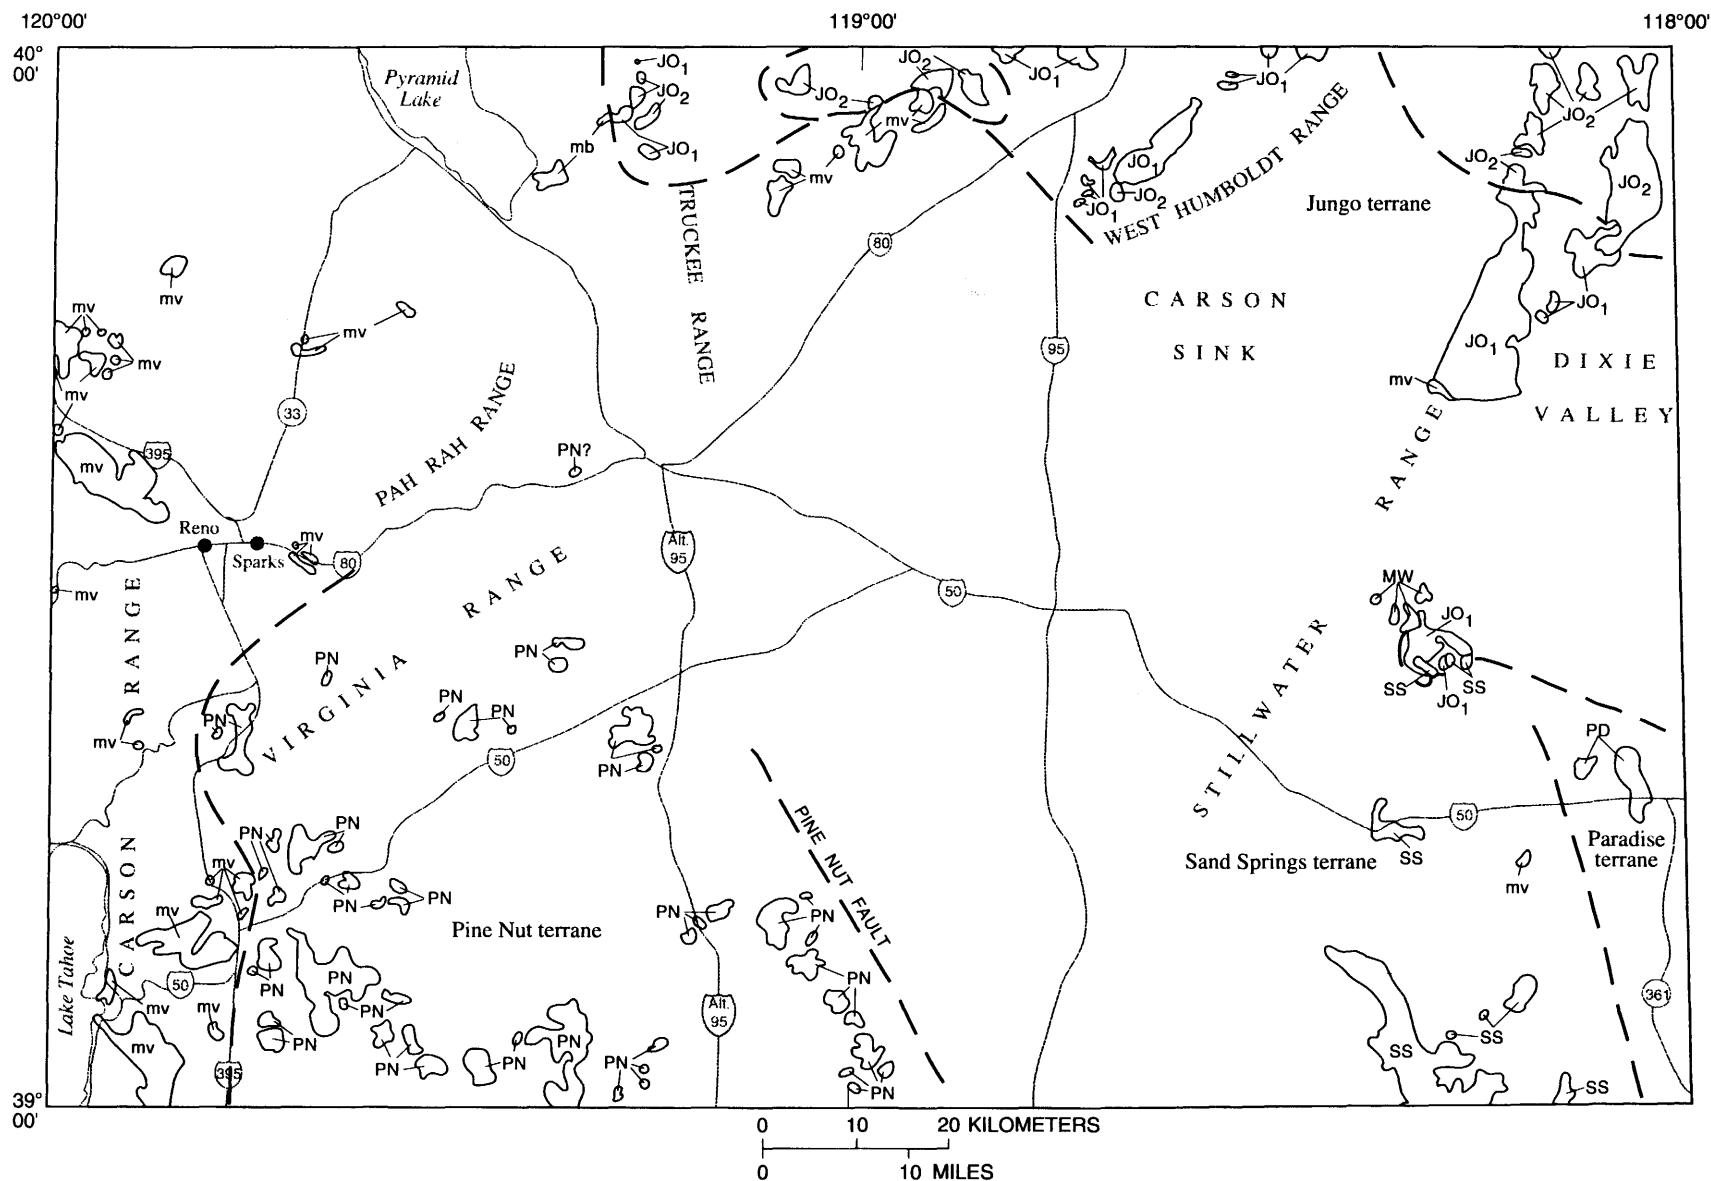 120°00' 119°00' 118°00'
40°
00'
Pyramid
Lake
JO1
JO2
JO1
mb
JO2
JO2
mv
mv
JO1
JO1
JO1
JO1
JO2
WEST HUMBOLDT RANGE
JO2
JO2
JO2
JO1
Jungo terrane
TRUCKEE RANGE
80
mv
mv
mv
mv
mv
33
CARSON
SINK
95
JO1
mv
DIXIE
VALLEY
395
mv
PAH RAH RANGE
PN?
Reno
Sparks
mv
80
mv
Alt.
95
50
VIRGINIA RANGE
STILLWATER RANGE
MW
JO1
SS
SS
JO1
PN
PN
PN
PN
PN
PN
mv
50
PN
PD
PINE NUT FAULT
50
SS
Sand Springs terrane
Paradise
terrane
mv
CARSON RANGE
PN
PN
mv
mv
PN
PN
Pine Nut terrane
PN
PN
Lake Tahoe
50
PN
PN
PN
PN
mv
mv
mv
PN
PN
PN
PN
PN
Alt.
95
PN
395
361
SS
SS
SS
39°
00'
0 10 20 KILOMETERS
0 10 MILES